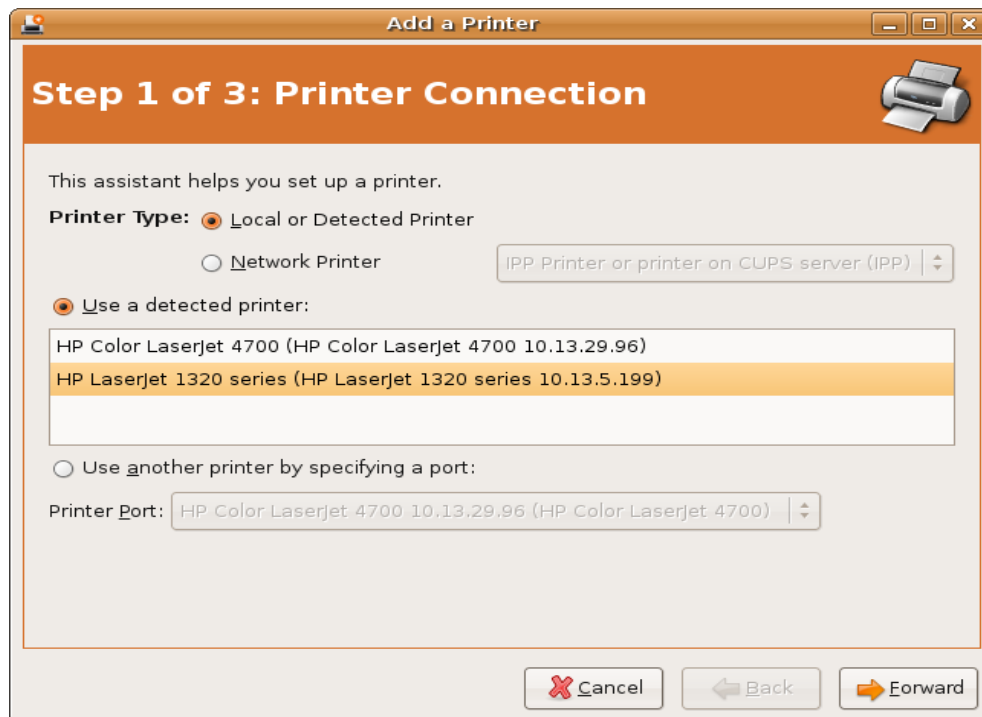 Add a Printer
Step 1 of 3: Printer Connection
This assistant helps you set up a printer.
Printer Type: Local or Detected Printer
Network Printer IPP Printer or printer on CUPS server (IPP)
Use a detected printer:
HP Color LaserJet 4700 (HP Color LaserJet 4700 10.13.29.96)
HP LaserJet 1320 series (HP LaserJet 1320 series 10.13.5.199)
Use another printer by specifying a port:
Printer Port: HP Color LaserJet 4700 10.13.29.96 (HP Color LaserJet 4700)
Cancel Back Forward